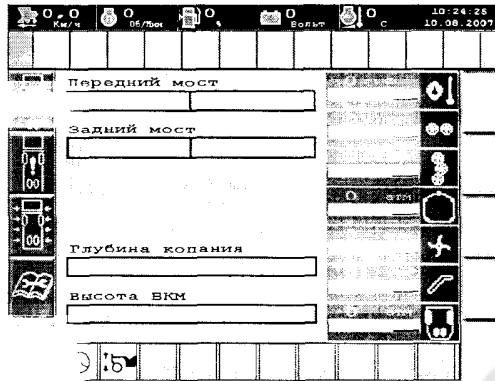 0.0 0 0 0 0 10:24:25
Км/ч Об/Мин % Вольт С 10.08.2007
Передний мост
Задний мост
0 атм
Глубина копания
Высота ВКМ